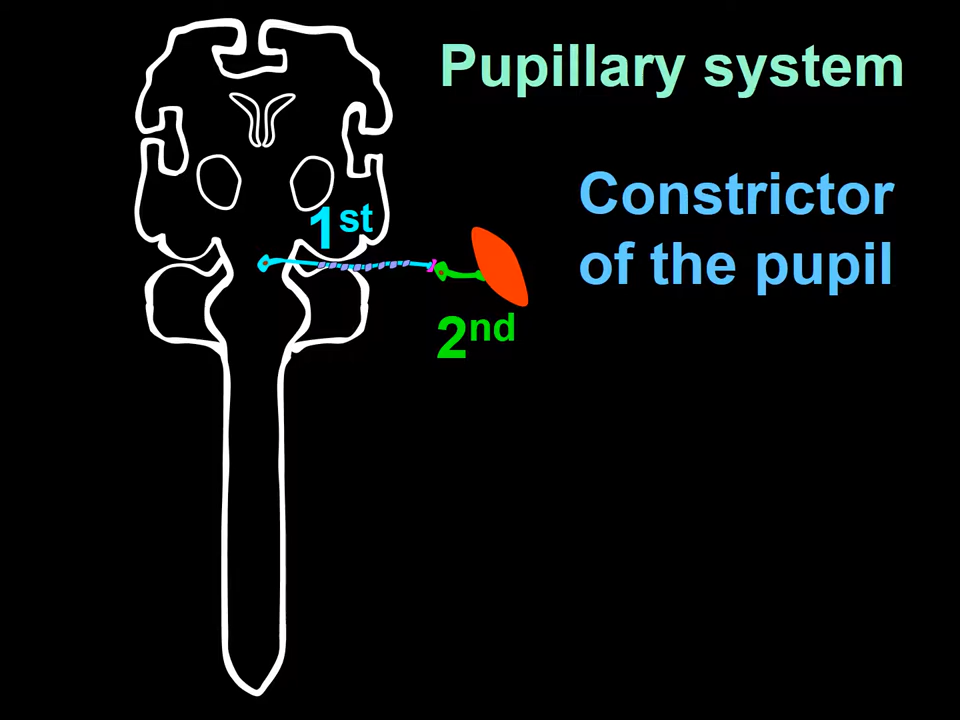 Pupillary system
Constrictor
of the pupil
1st
2nd